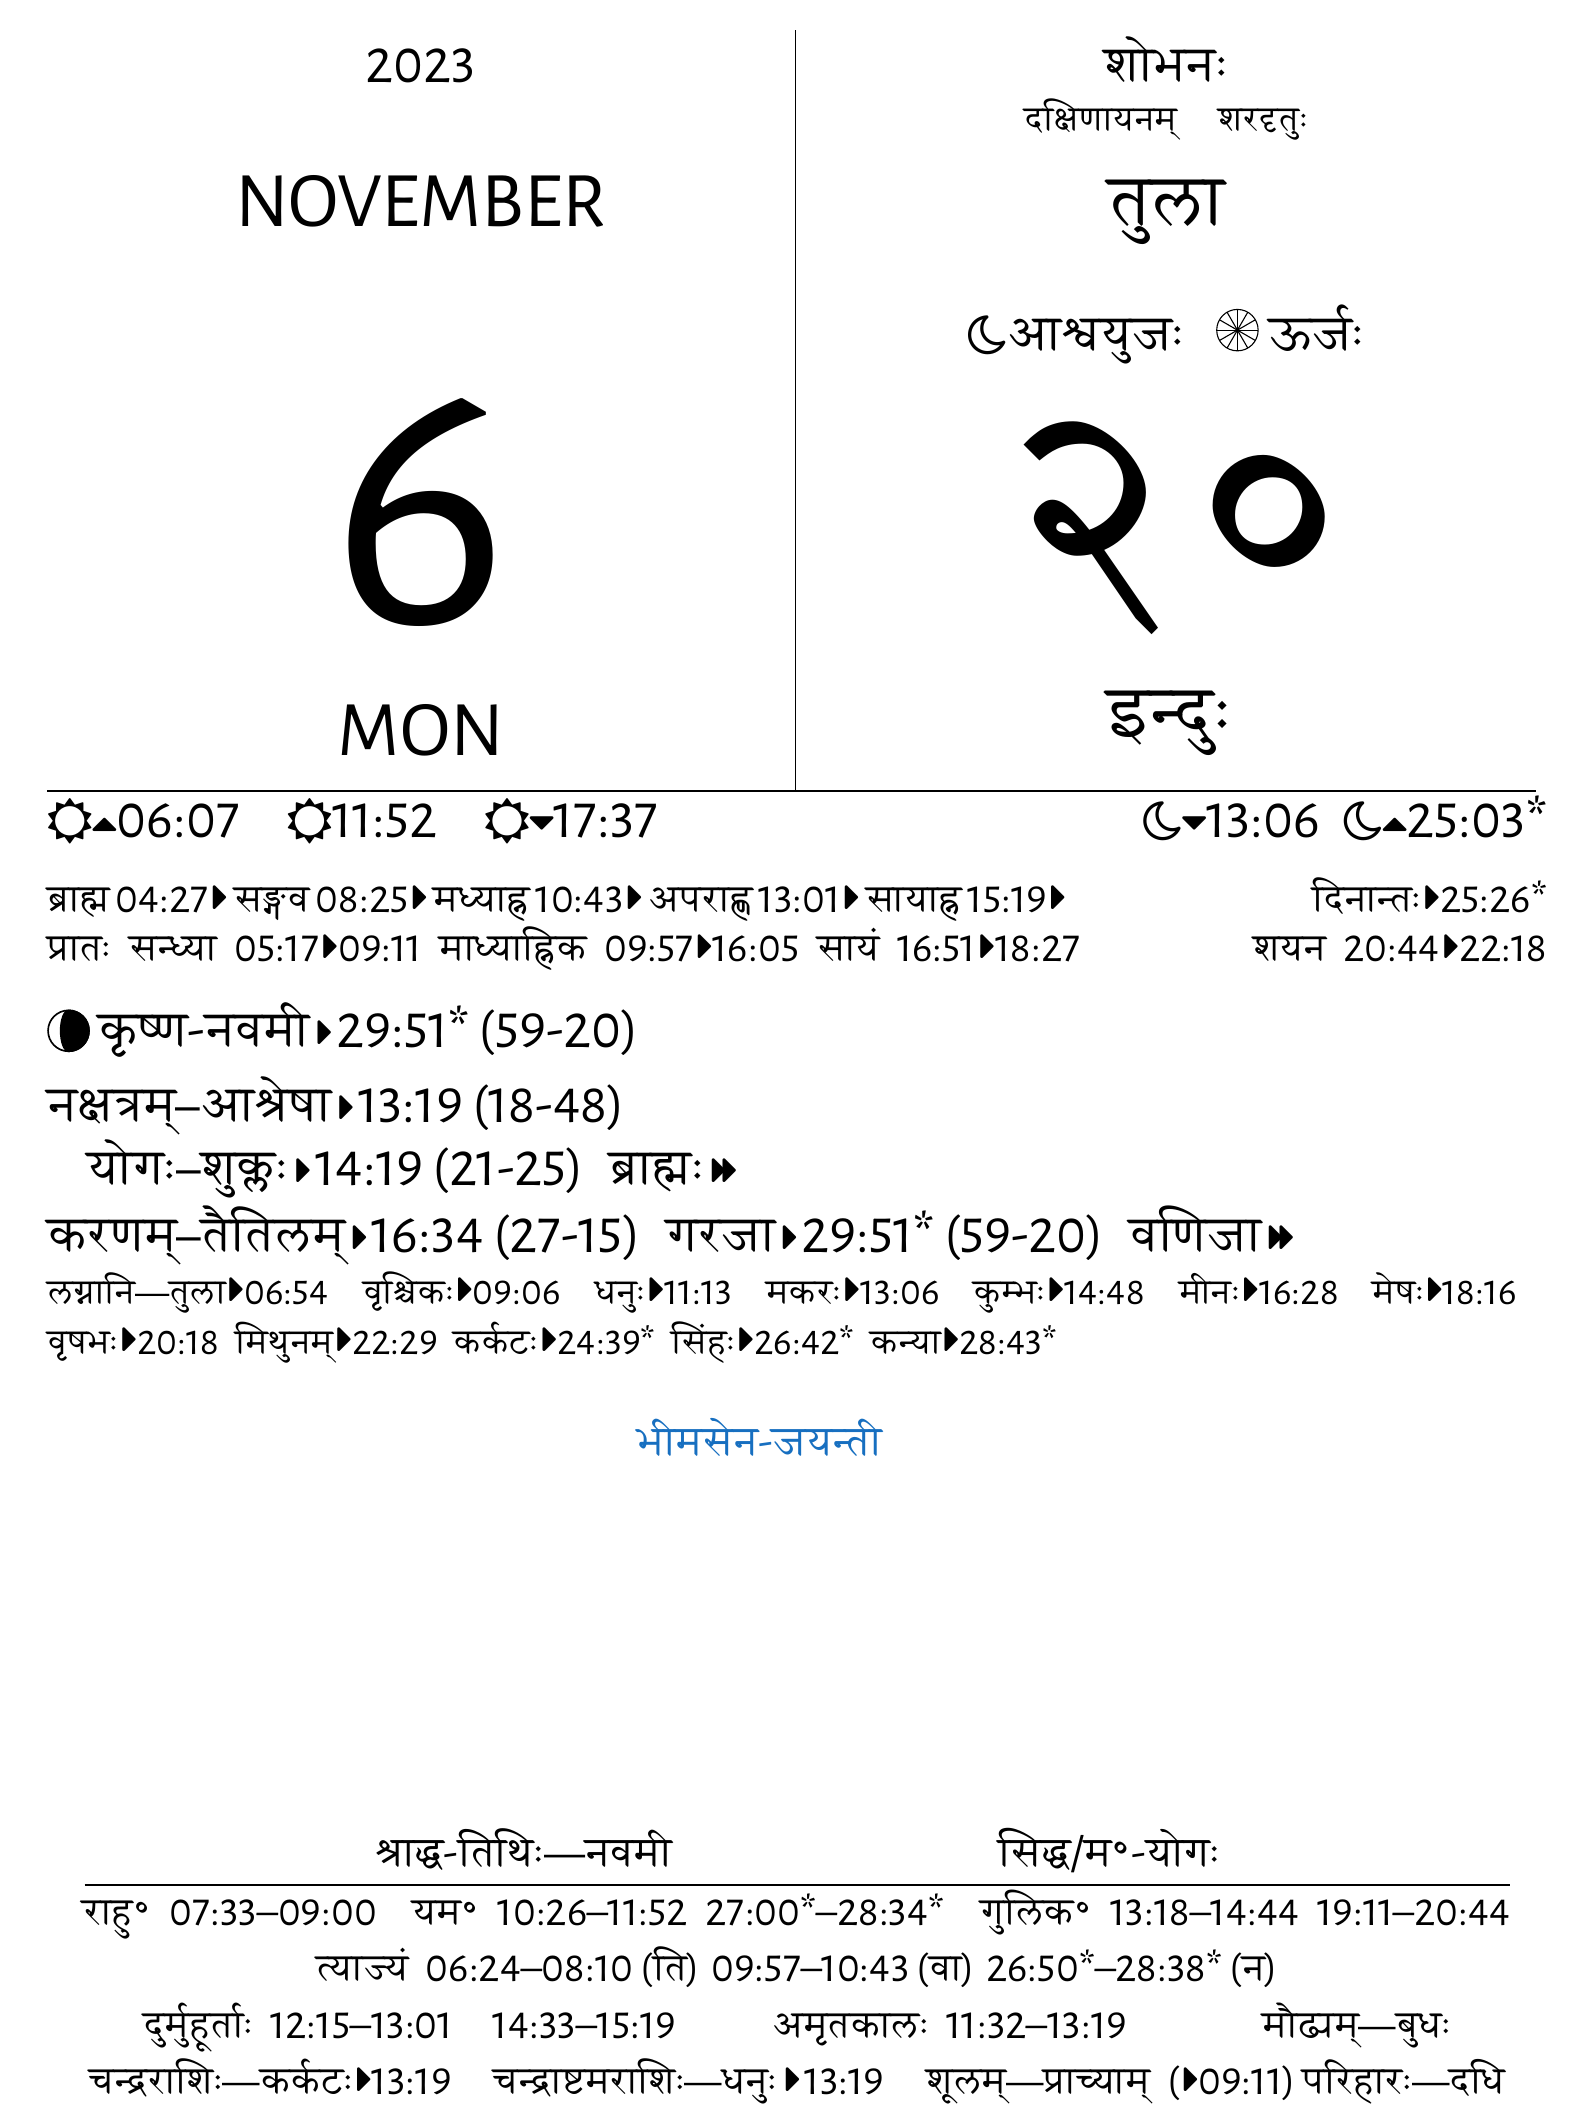 2023
NOVEMBER
6
MON
शोभनः
दक्षिणायनम् शरदृतुः
तुला
आश्वयुजः ऊर्जः
२०
इन्दुः
06:07 11:52 17:37 13:06 25:03*
ब्राह्म 04:27 सङ्गव 08:25 मध्याह्न 10:43 अपराह्ण 13:01 सायाह्न 15:19 दिनान्तः 25:26*
प्रातः सन्ध्या 05:17 09:11 माध्याह्निक 09:57 16:05 सायं 16:51 18:27 शयन 20:44 22:18
कृष्ण-नवमी 29:51* (59-20)
नक्षत्रम्–आश्रेषा 13:19 (18-48)
योगः–शुक्लः 14:19 (21-25) ब्राह्मः
करणम्–तैतिलम् 16:34 (27-15) गरजा 29:51* (59-20) वणिजा
लग्नानि—तुला 06:54 वृश्चिकः 09:06 धनुः 11:13 मकरः 13:06 कुम्भः 14:48 मीनः 16:28 मेषः 18:16
वृषभः 20:18 मिथुनम् 22:29 कर्कटः 24:39* सिंहः 26:42* कन्या 28:43*
भीमसेन-जयन्ती
श्राद्ध-तिथिः—नवमी सिद्ध/म॰-योगः
राहु॰ 07:33–09:00 यम॰ 10:26–11:52 27:00*–28:34* गुलिक॰ 13:18–14:44 19:11–20:44
त्याज्यं 06:24–08:10 (ति) 09:57–10:43 (वा) 26:50*–28:38* (न)
दुर्मुहूर्ताः 12:15–13:01 14:33–15:19 अमृतकालः 11:32–13:19 मौढ्यम्—बुधः
चन्द्रराशिः—कर्कटः 13:19 चन्द्राष्टमराशिः—धनुः 13:19 शूलम्—प्राच्याम् ( 09:11) परिहारः—दधि